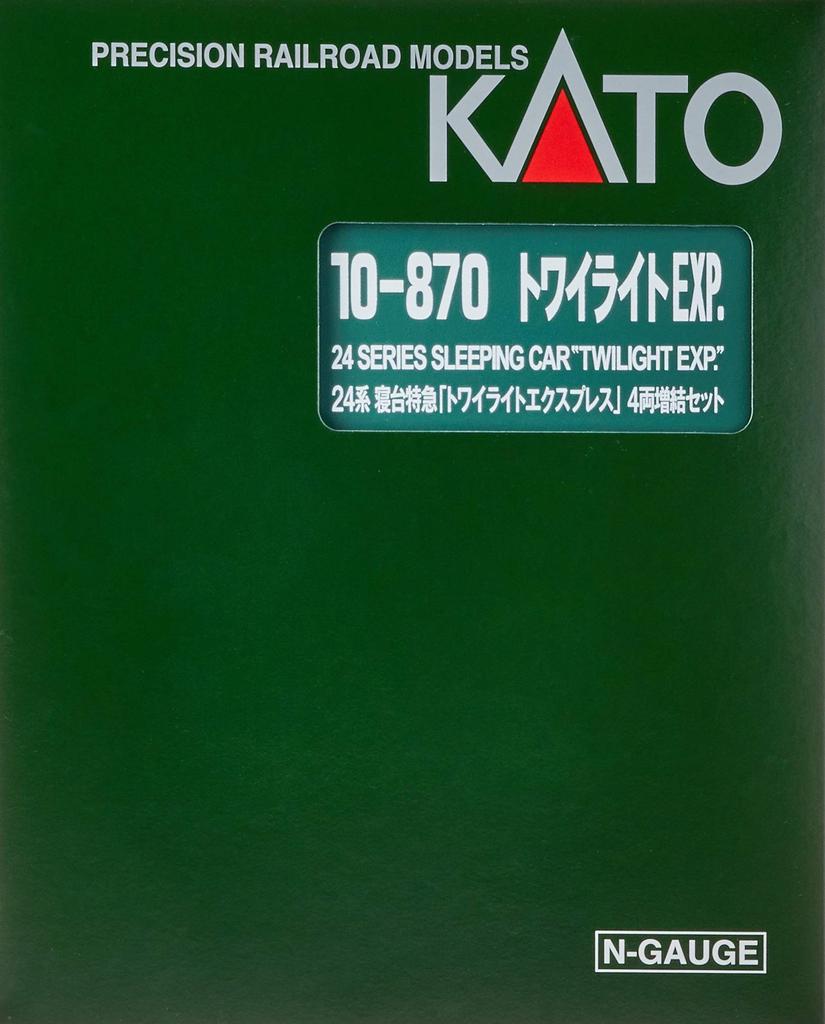 PRECISION RAILROAD MODELS
KATO
10-870 トワイライトEXP.
24 SERIES SLEEPING CAR "TWILIGHT EXP."
24系 寝台特急「トワイライトエクスプレス」 4両増結セット
N-GAUGE